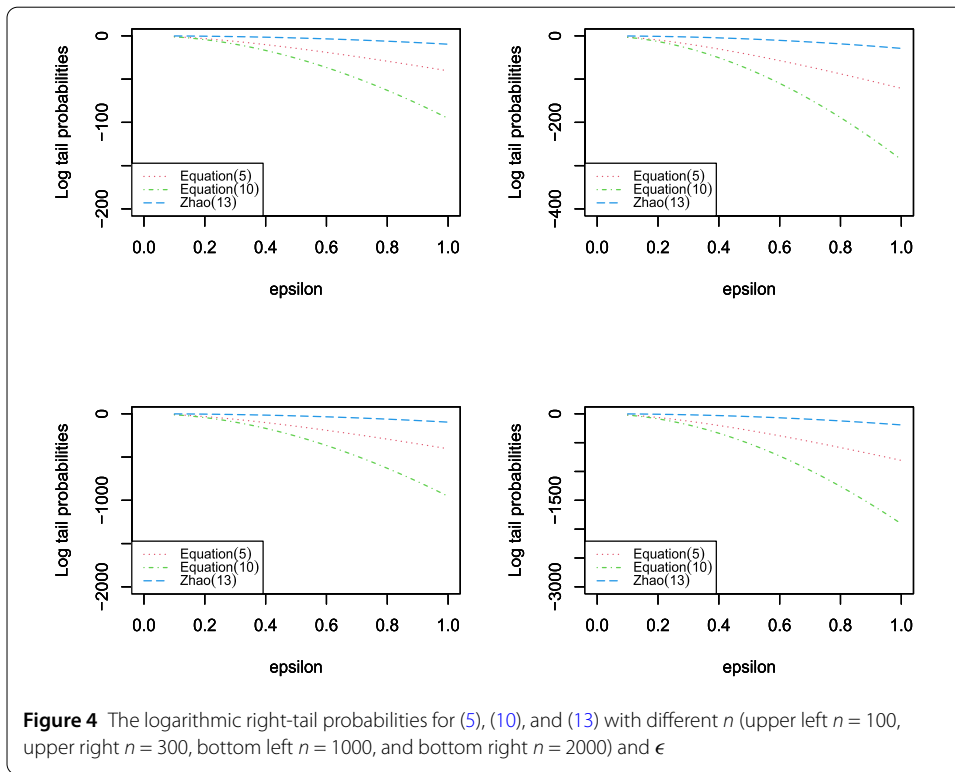 Log tail probabilities
0
-100
-200
Equation(5)
Equation(10)
Zhao(13)
0.0 0.2 0.4 0.6 0.8 1.0
epsilon
Log tail probabilities
0
-200
-400
Equation(5)
Equation(10)
Zhao(13)
0.0 0.2 0.4 0.6 0.8 1.0
epsilon
Log tail probabilities
0
-1000
-2000
Equation(5)
Equation(10)
Zhao(13)
0.0 0.2 0.4 0.6 0.8 1.0
epsilon
Log tail probabilities
0
-1500
-3000
Equation(5)
Equation(10)
Zhao(13)
0.0 0.2 0.4 0.6 0.8 1.0
epsilon
Figure 4 The logarithmic right-tail probabilities for (5), (10), and (13) with different n (upper left n = 100,
upper right n = 300, bottom left n = 1000, and bottom right n = 2000) and ϵ